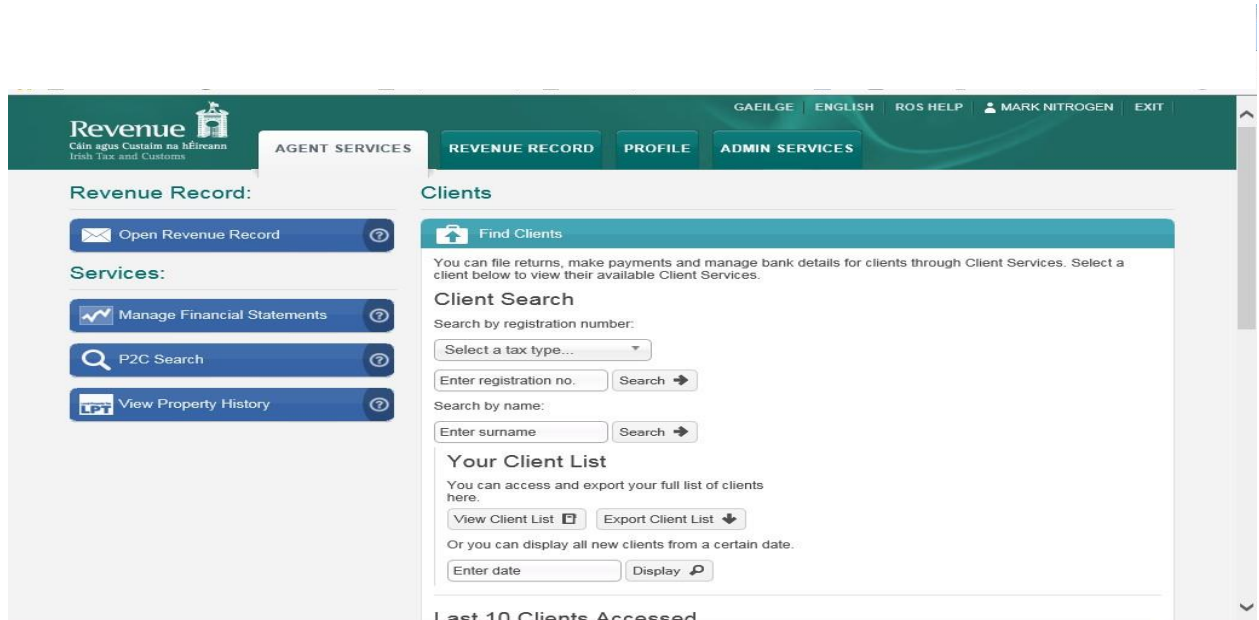 GAEILGE ENGLISH ROS HELP MARK NITROGEN EXIT
Revenue
Cáin agus Custaim na hÉireann
Irish Tax and Customs
AGENT SERVICES REVENUE RECORD PROFILE ADMIN SERVICES
Revenue Record:
Open Revenue Record ?
Services:
Manage Financial Statements ?
P2C Search ?
LPT View Property History ?
Clients
Find Clients
You can file returns, make payments and manage bank details for clients through Client Services. Select a
client below to view their available Client Services.
Client Search
Search by registration number:
Select a tax type...
Enter registration no. Search
Search by name:
Enter surname Search
Your Client List
You can access and export your full list of clients
here.
View Client List Export Client List
Or you can display all new clients from a certain date.
Enter date Display
Last 10 Clients Accessed